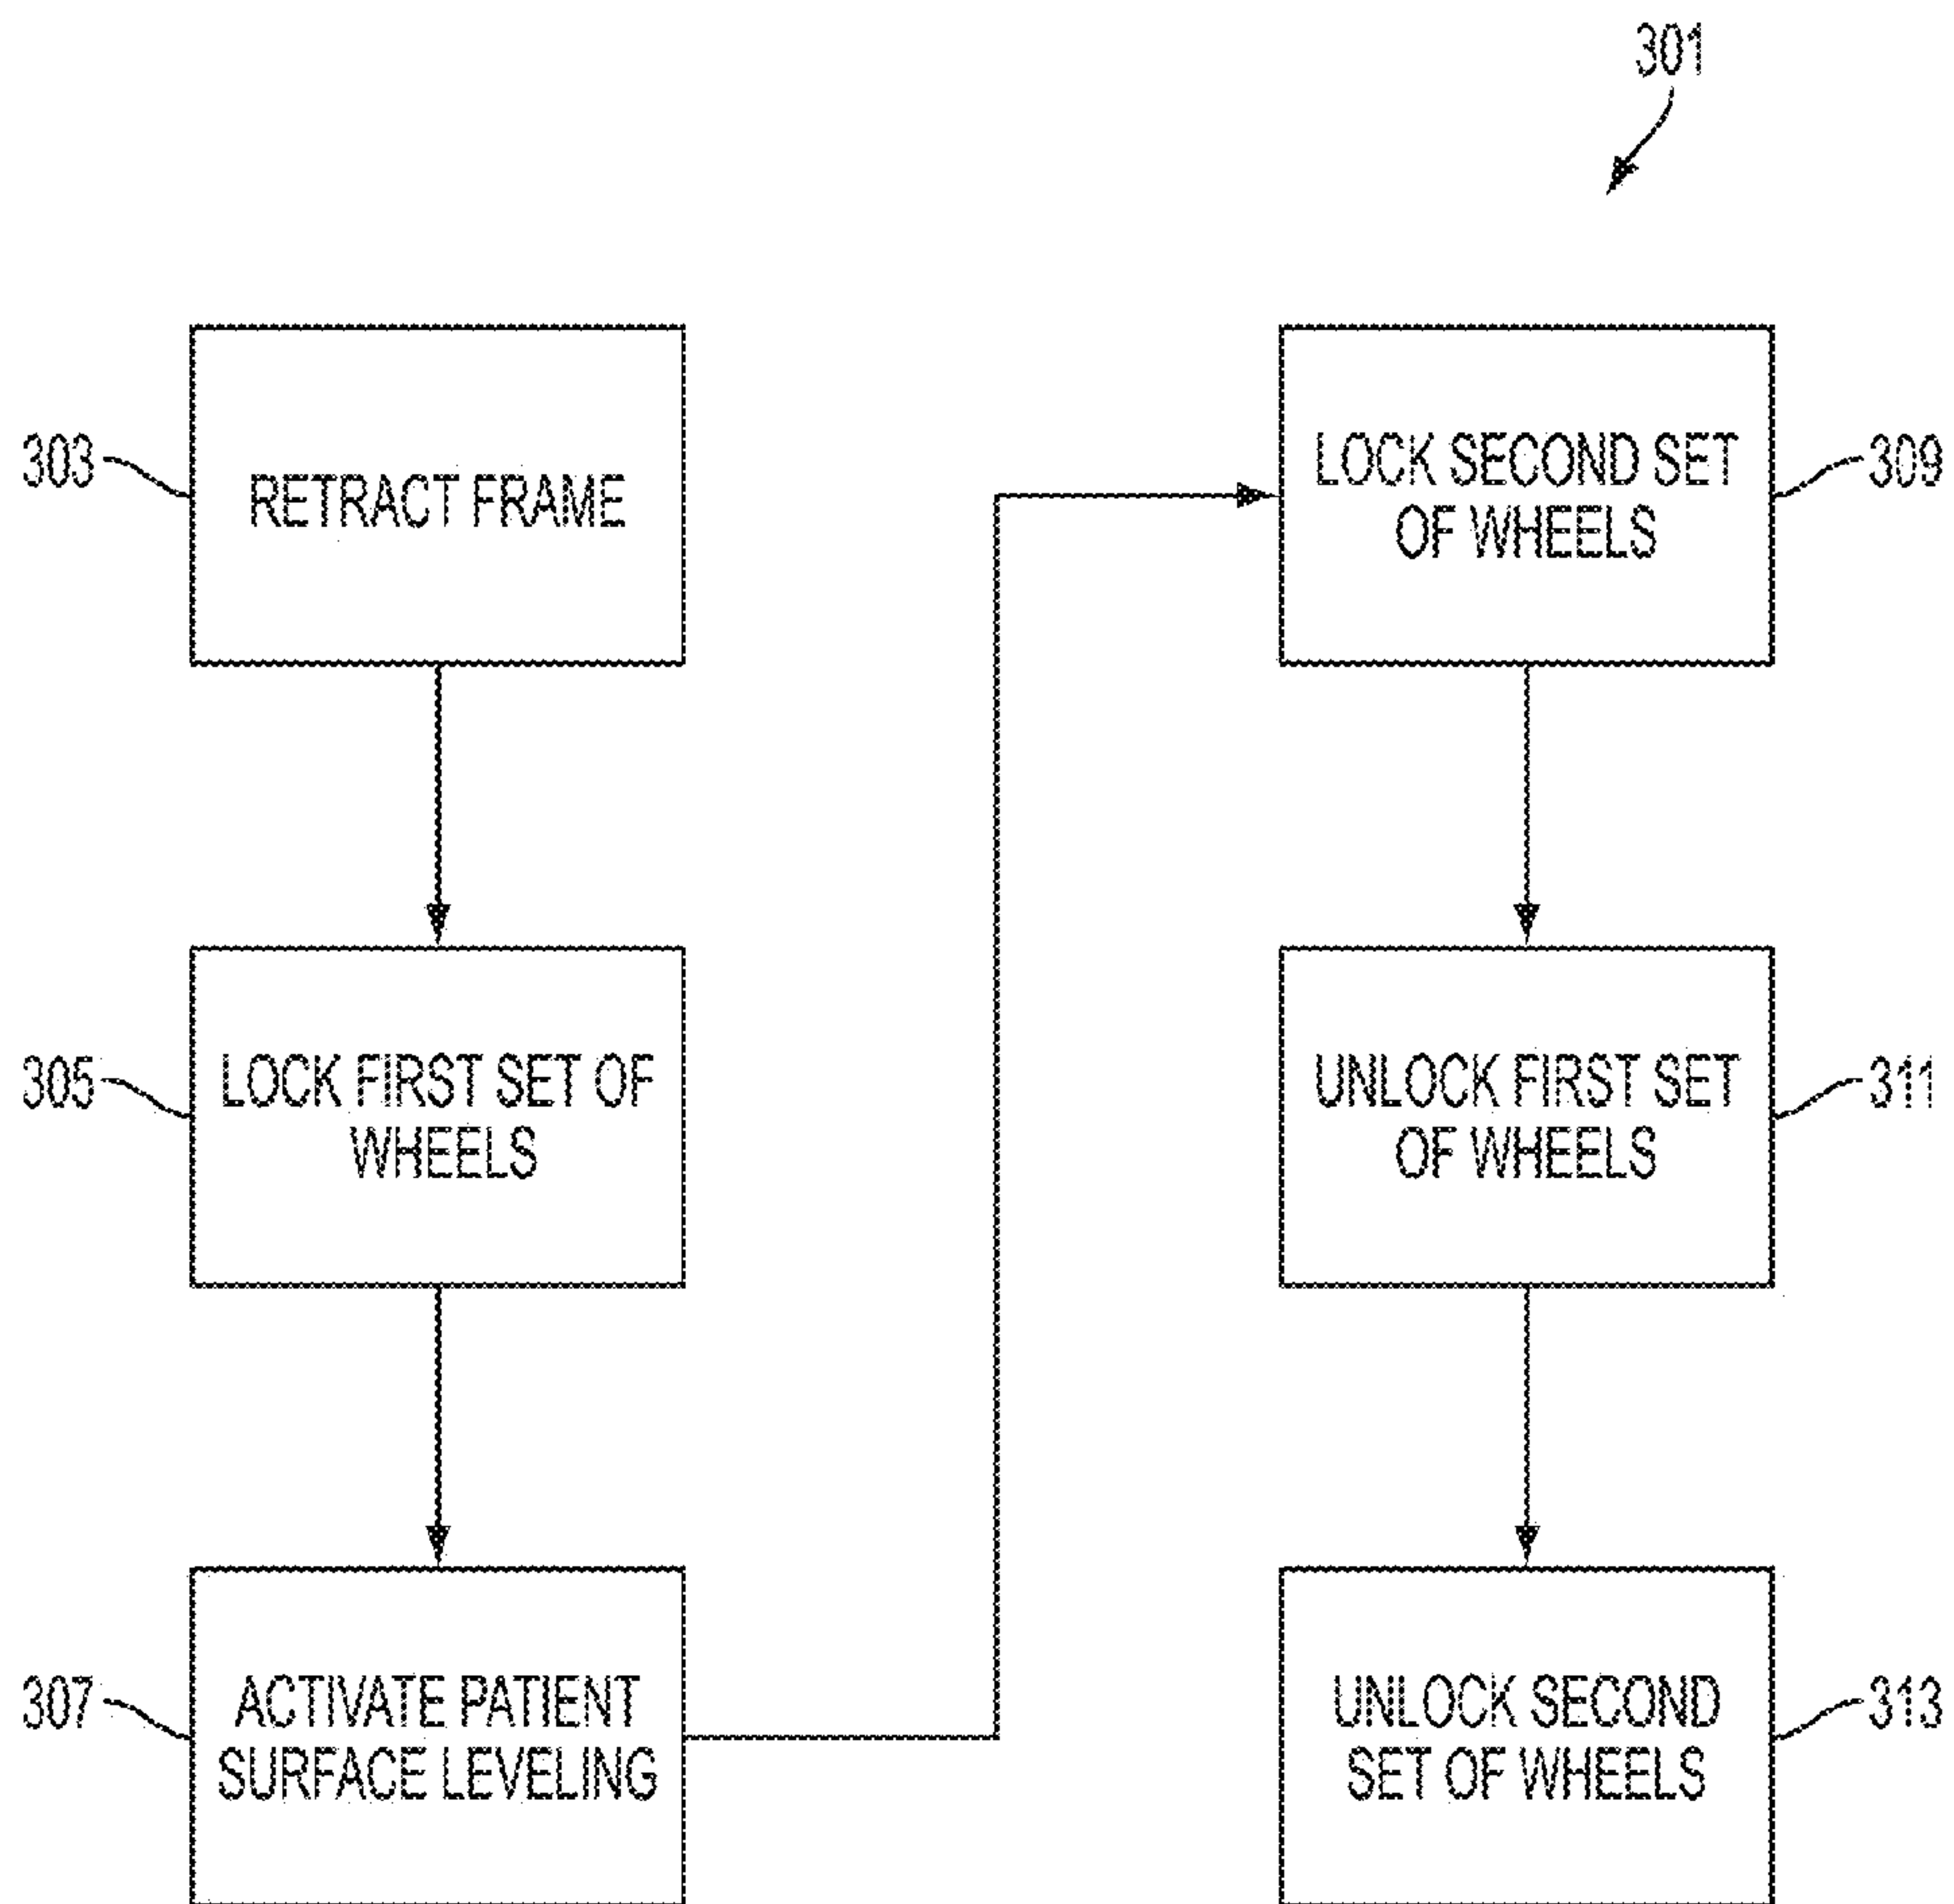 301
303
RETRACT FRAME
305
LOCK FIRST SET OF
WHEELS
307
ACTIVATE PATIENT
SURFACE LEVELING
LOCK SECOND SET
OF WHEELS
309
UNLOCK FIRST SET
OF WHEELS
311
UNLOCK SECOND
SET OF WHEELS
313